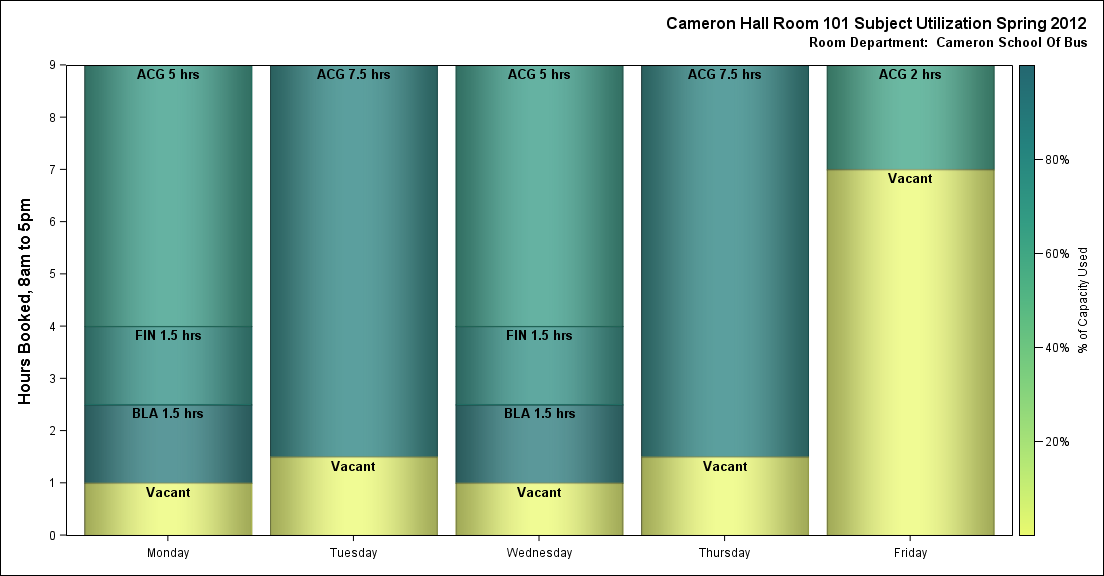 Cameron Hall Room 101 Subject Utilization Spring 2012
Room Department:  Cameron School Of Bus
Hours Booked, 8am to 5pm
9
8
7
6
5
4
3
2
1
0
ACG 5 hrs
FIN 1.5 hrs
BLA 1.5 hrs
Vacant
ACG 7.5 hrs
Vacant
ACG 5 hrs
FIN 1.5 hrs
BLA 1.5 hrs
Vacant
ACG 7.5 hrs
Vacant
ACG 2 hrs
Vacant
Monday
Tuesday
Wednesday
Thursday
Friday
80%
60%
40%
20%
% of Capacity Used